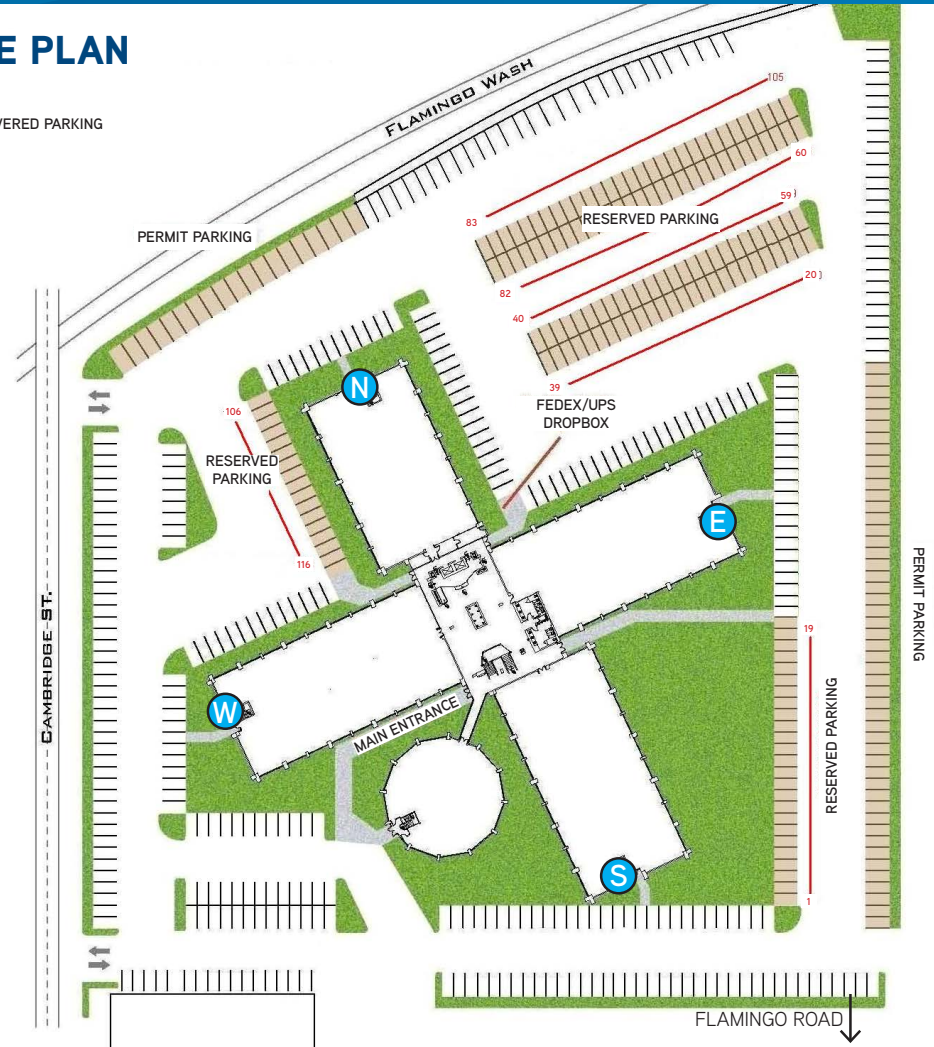 E PLAN
VERED PARKING
FLAMINGO WASH
105
60
83
RESERVED PARKING
59
PERMIT PARKING
82
20
40
39
FEDEX/UPS
DROPBOX
N
106
RESERVED
PARKING
E
116
PERMIT PARKING
CAMBRIDGE ST.
19
W
MAIN ENTRANCE
RESERVED PARKING
S
1
FLAMINGO ROAD